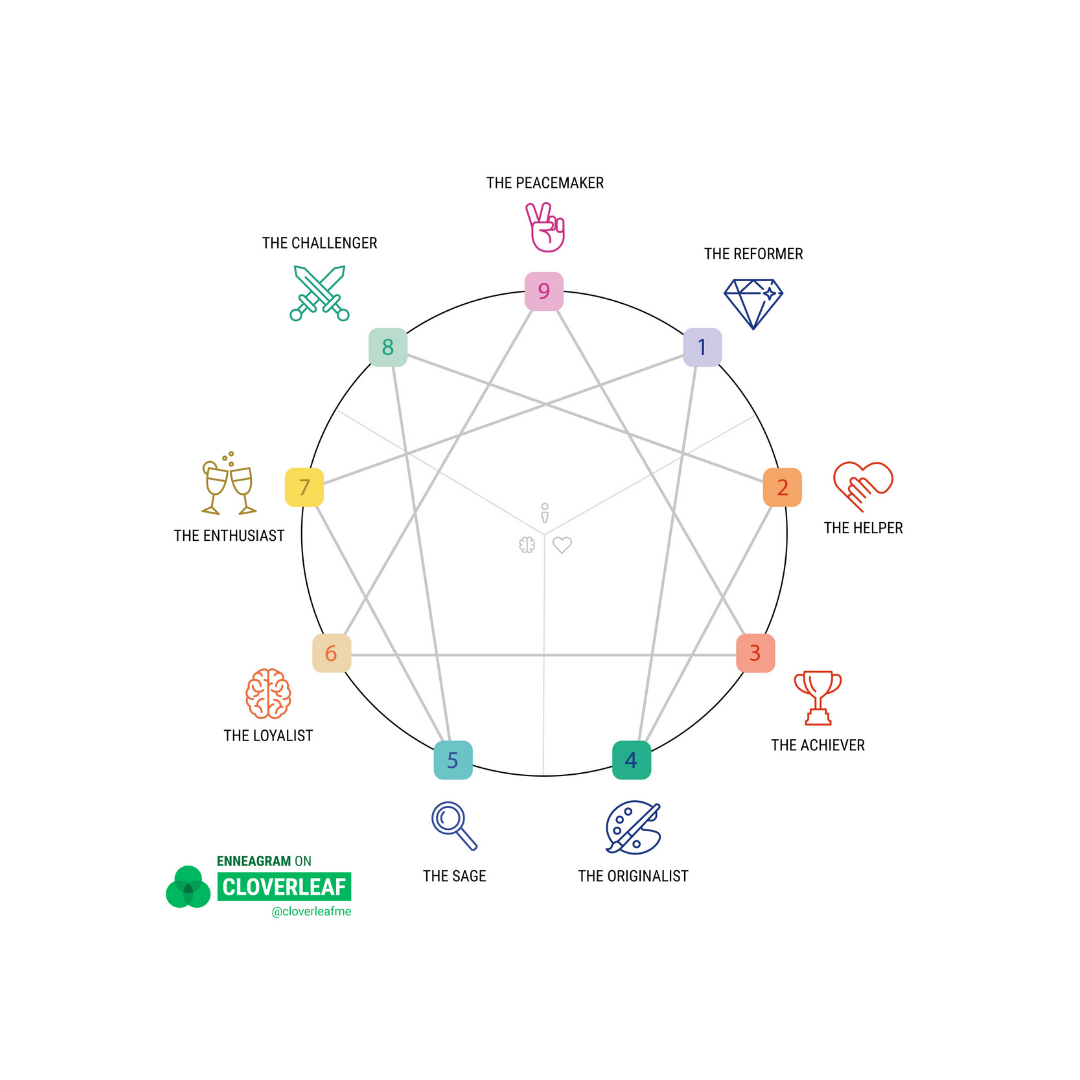 THE PEACEMAKER
THE CHALLENGER
THE REFORMER
9
8
1
7
2
THE ENTHUSIAST
THE HELPER
6
3
THE LOYALIST
THE ACHIEVER
5
4
THE SAGE
THE ORIGINALIST
ENNEAGRAM ON
CLOVERLEAF
@cloverleafme